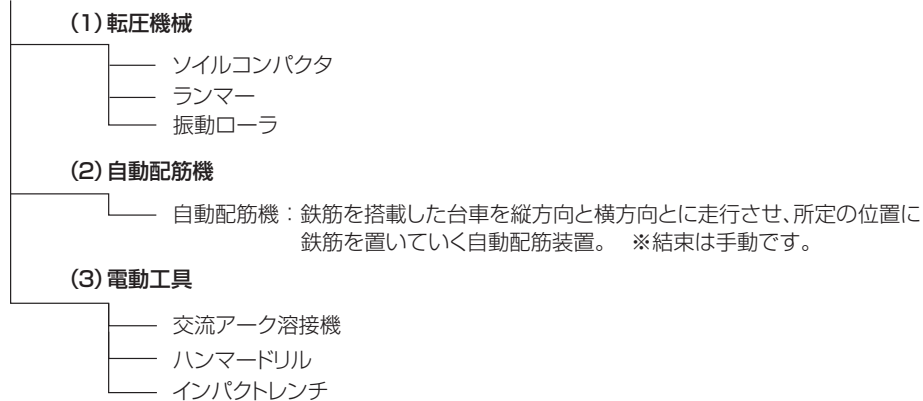 (1)転圧機械
ソイルコンパクタ
ランマー
振動ローラ
(2)自動配筋機
自動配筋機：鉄筋を搭載した台車を縦方向と横方向とに走行させ、所定の位置に
鉄筋を置いていく自動配筋装置。　※結束は手動です。
(3)電動工具
交流アーク溶接機
ハンマードリル
インパクトレンチ